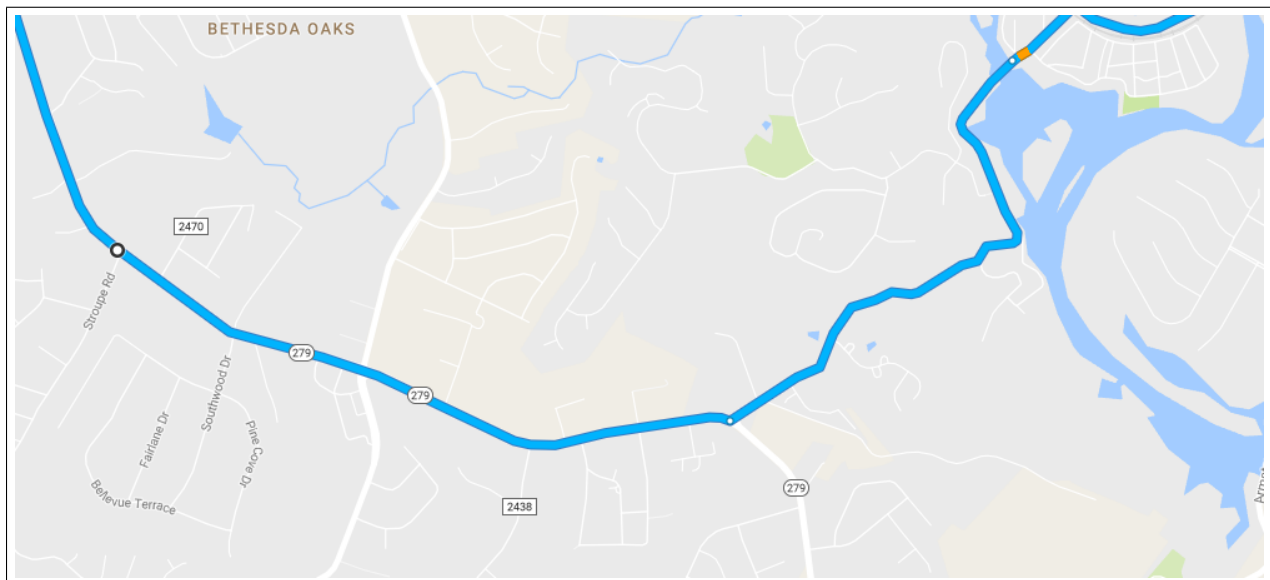 BETHESDA OAKS
2470
Stroupe Rd
279
Southwood Dr
279
Fairlane Dr
Pine Cove Dr
Bellevue Terrace
279
2438